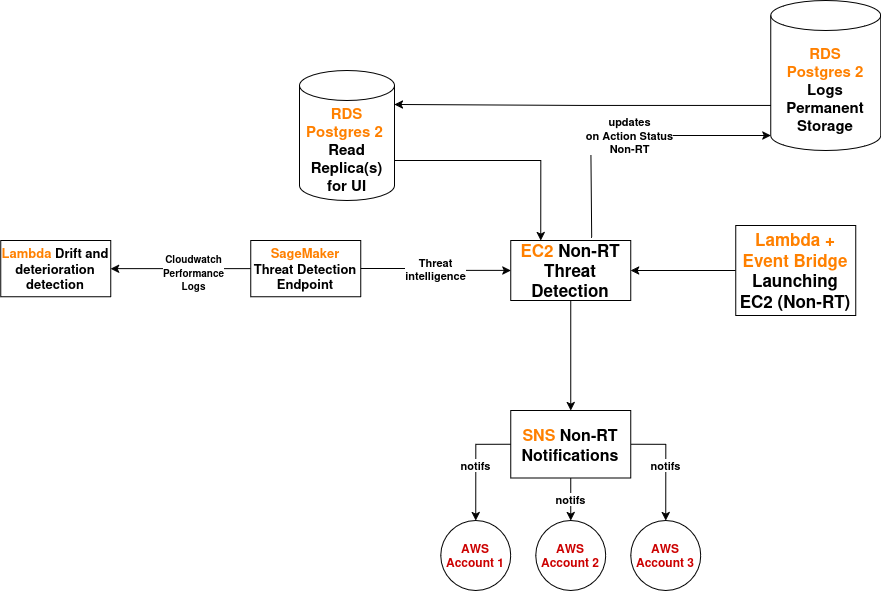 RDS
Postgres 2
Logs
Permanent
Storage
RDS
Postgres 2
Read
Replica(s)
for UI
updates
on Action Status
Non-RT
Lambda Drift and
deterioration
detection
Cloudwatch
Performance
Logs
SageMaker
Threat Detection
Endpoint
Threat
intelligence
EC2 Non-RT
Threat
Detection
Lambda +
Event Bridge
Launching
EC2 (Non-RT)
SNS Non-RT
Notifications
notifs
notifs
notifs
AWS
Account 1
AWS
Account 2
AWS
Account 3